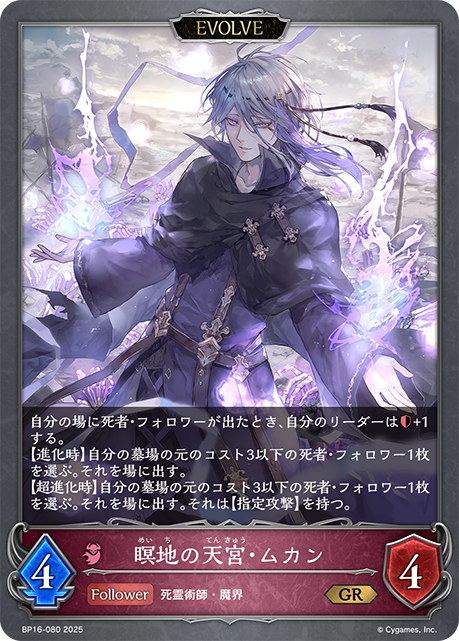 EVOLVE
自分の場に死者・フォロワーが出たとき、自分のリーダーは+1
する。
【進化時】自分の墓場の元のコスト3以下の死者・フォロワー1枚
を選ぶ。それを場に出す。
【超進化時】自分の墓場の元のコスト3以下の死者・フォロワー1枚
を選ぶ。それを場に出す。それは【指定攻撃】を持つ。
めいち てんきゅう
瞑地の天宮・ムカン
4
4
Follower 死霊術師・魔界 GR
BP16-080 2025 © Cygames, Inc.